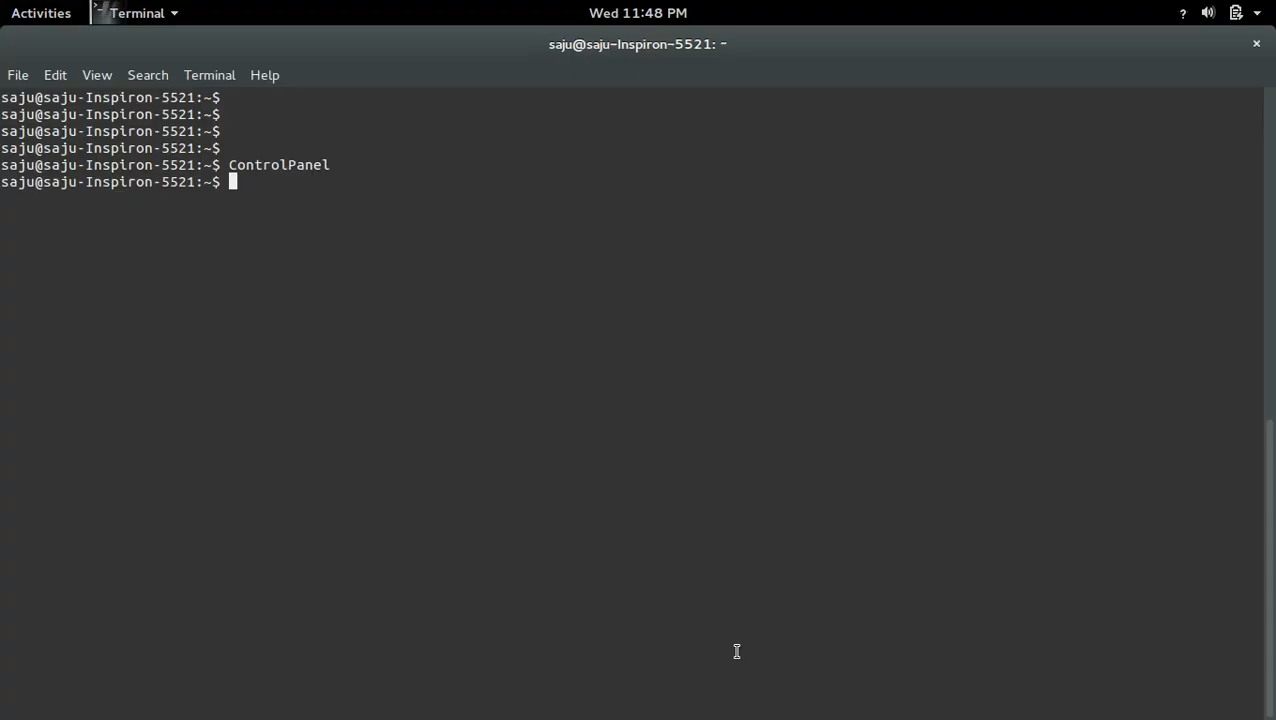 Activities Terminal Wed 11:48 PM ?
saju@saju-Inspiron-5521: ~ ×
File Edit View Search Terminal Help
saju@saju-Inspiron-5521:~$
saju@saju-Inspiron-5521:~$
saju@saju-Inspiron-5521:~$
saju@saju-Inspiron-5521:~$
saju@saju-Inspiron-5521:~$ ControlPanel
saju@saju-Inspiron-5521:~$